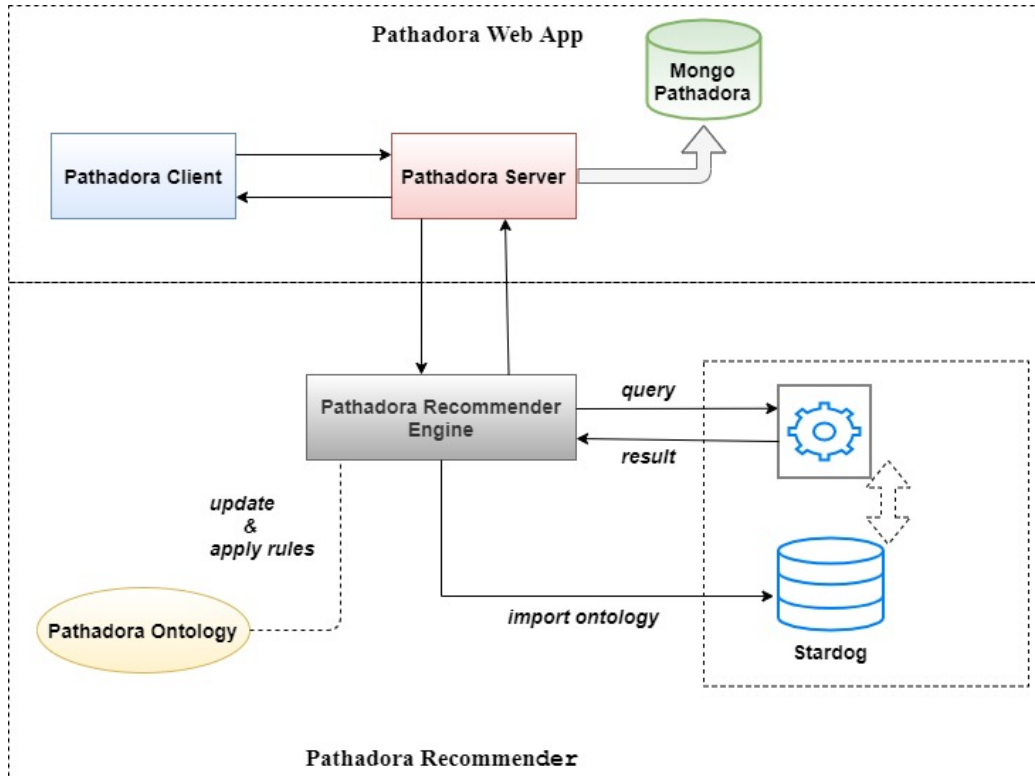 Pathadora Web App
Mongo
Pathadora
Pathadora Client
Pathadora Server
Pathadora Recommender
Engine
query
result
update
&
apply rules
Pathadora Ontology
import ontology
Stardog
Pathadora Recommender